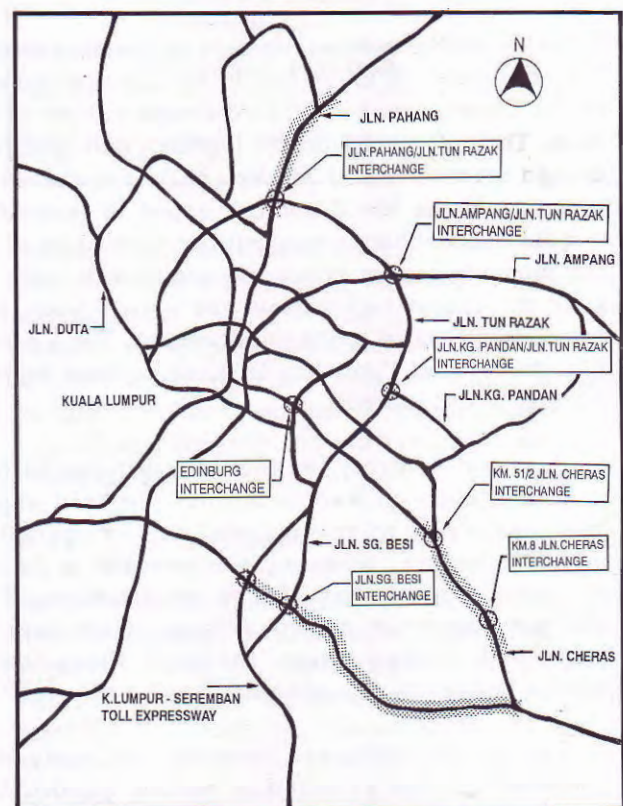 N
JLN. PAHANG
JLN.PAHANG/JLN.TUN RAZAK
INTERCHANGE
JLN.AMPANG/JLN.TUN RAZAK
INTERCHANGE
JLN. AMPANG
JLN. DUTA
JLN. TUN RAZAK
JLN.KG. PANDAN/JLN.TUN RAZAK
INTERCHANGE
KUALA LUMPUR
JLN.KG. PANDAN
EDINBURG
INTERCHANGE
KM. 51/2 JLN. CHERAS
INTERCHANGE
JLN.SG. BESI
KM.8 JLN.CHERAS
INTERCHANGE
JLN.SG. BESI
INTERCHANGE
JLN. CHERAS
K.LUMPUR - SEREMBAN
TOLL EXPRESSWAY